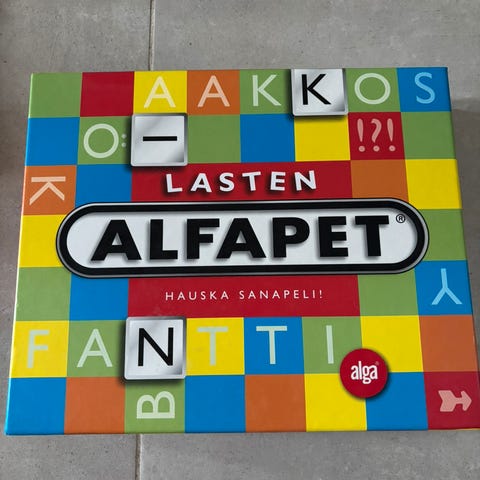 AAKKOS
Ö I !?!
K
LASTEN
ALFAPET®
HAUSKA SANAPELI!
Y
FANTTI
alga
B